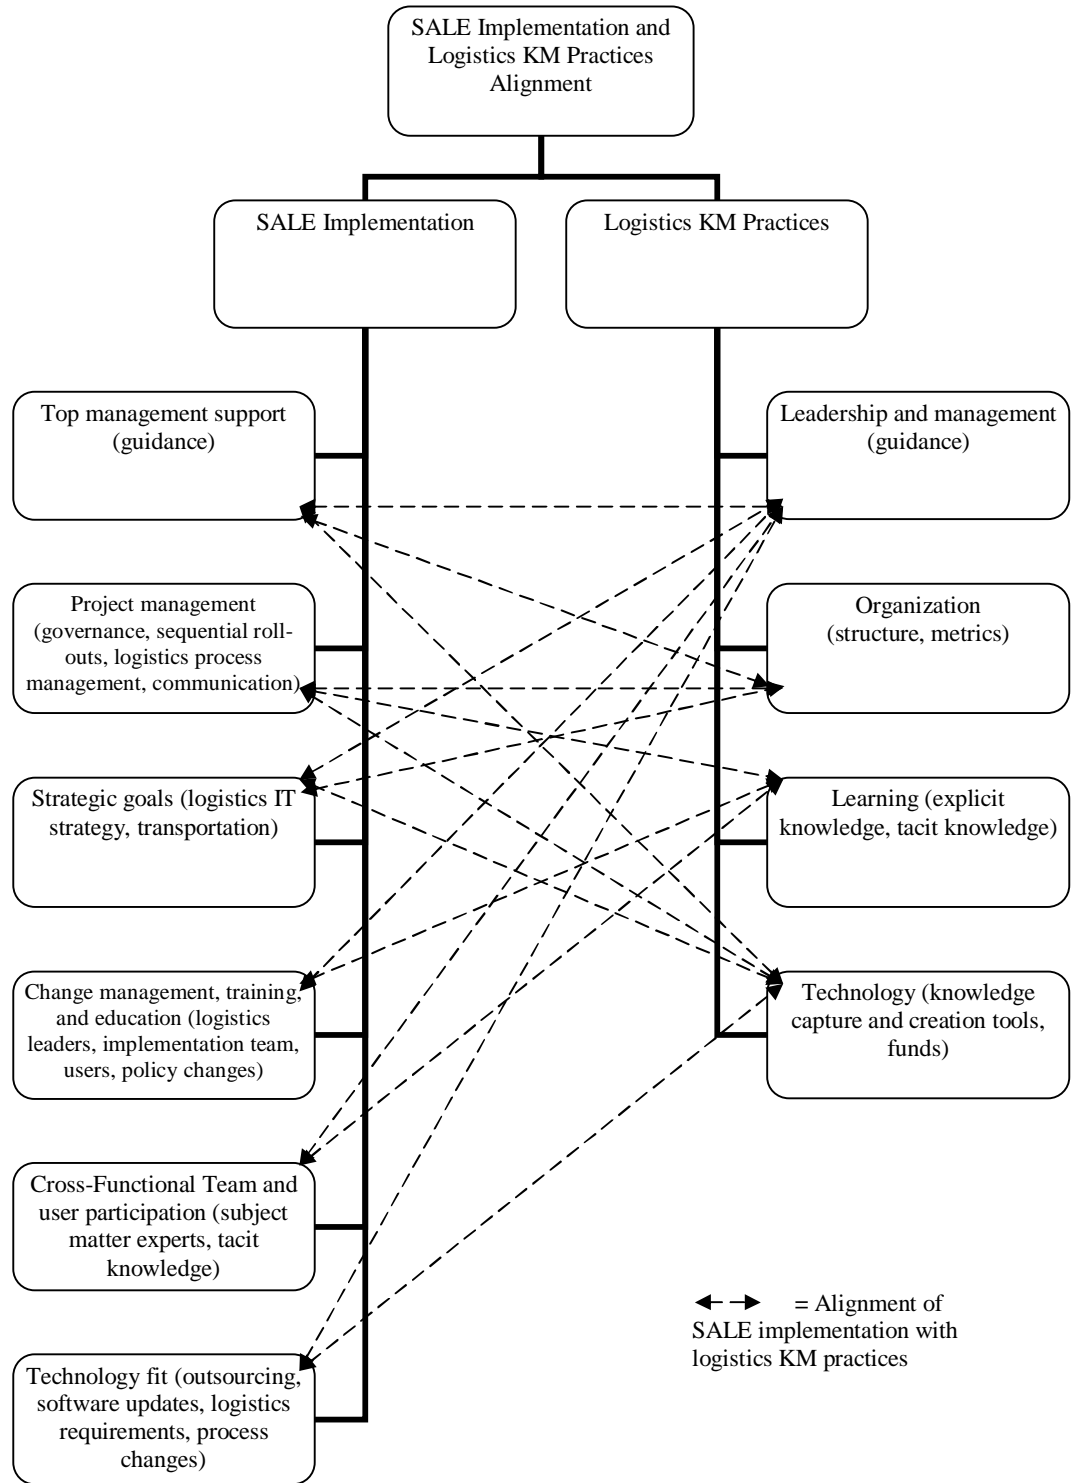 SALE Implementation and
Logistics KM Practices
Alignment
SALE Implementation
Logistics KM Practices
Top management support
(guidance)
Leadership and management
(guidance)
Project management
(governance, sequential roll-
outs, logistics process
management, communication)
Organization
(structure, metrics)
Strategic goals (logistics IT
strategy, transportation)
Learning (explicit
knowledge, tacit knowledge)
Change management, training,
and education (logistics
leaders, implementation team,
users, policy changes)
Technology (knowledge
capture and creation tools,
funds)
Cross-Functional Team and
user participation (subject
matter experts, tacit
knowledge)
= Alignment of
SALE implementation with
logistics KM practices
Technology fit (outsourcing,
software updates, logistics
requirements, process
changes)